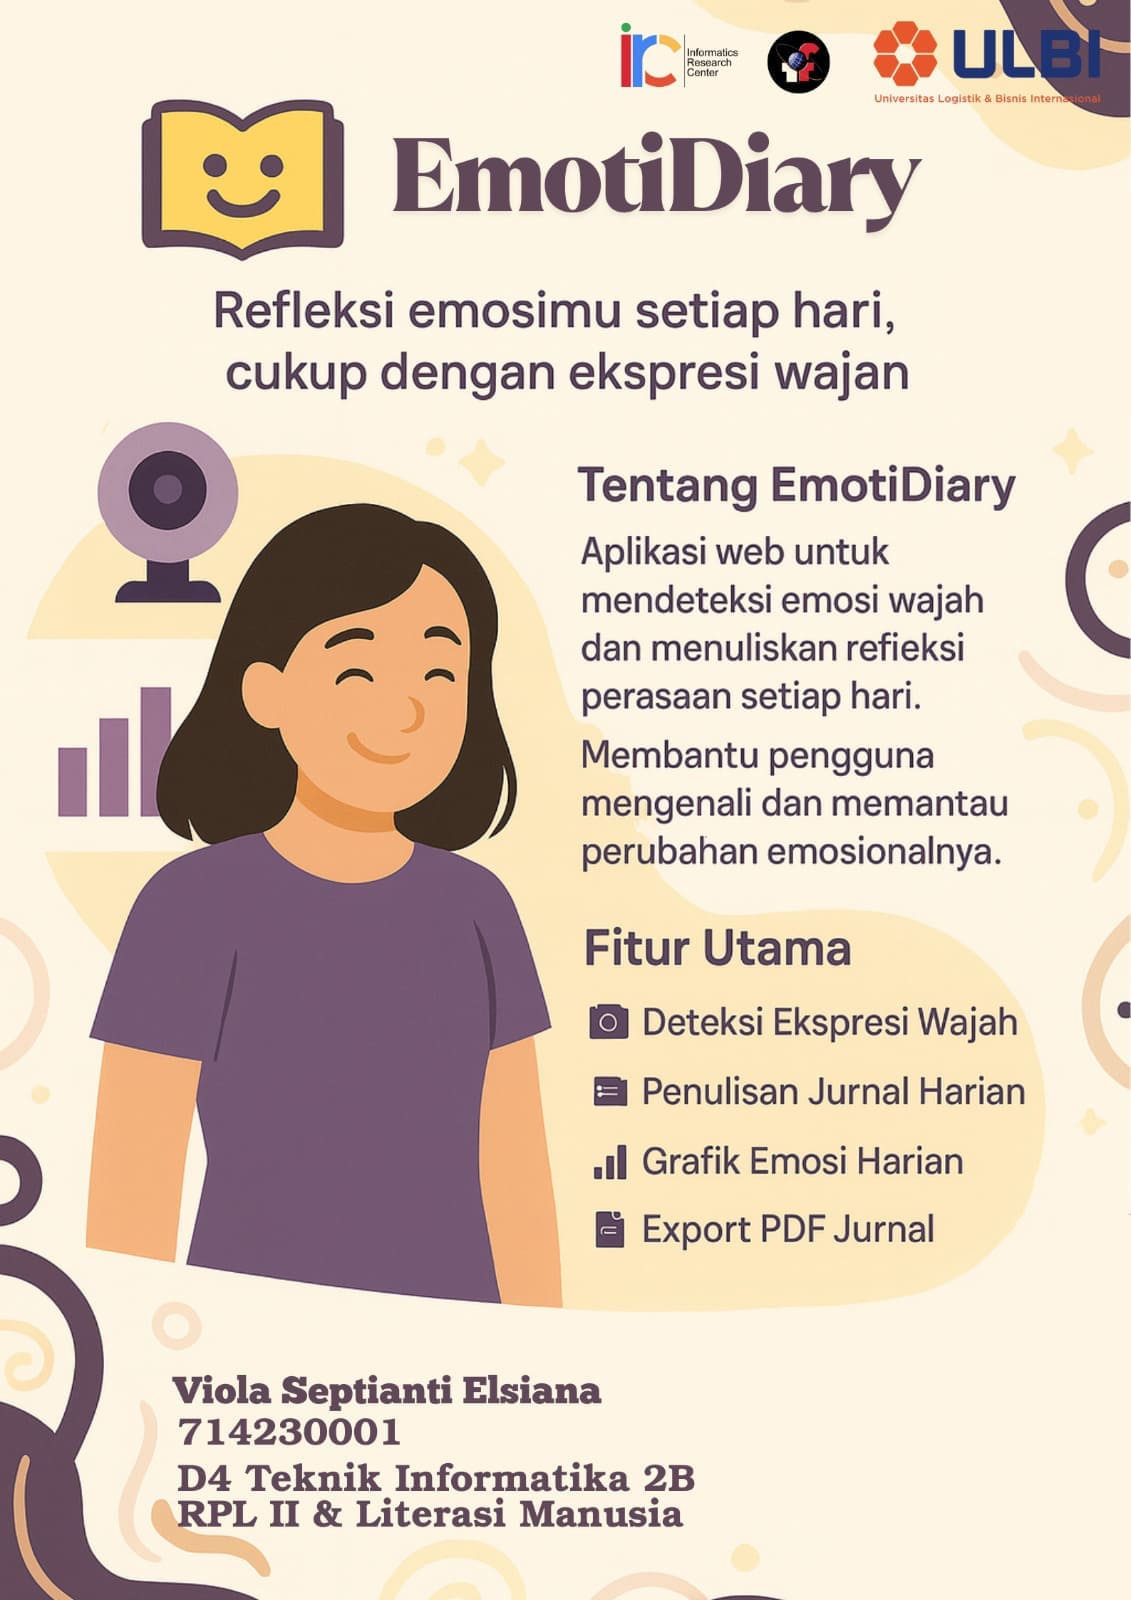 irc Informatics
Research
Center
ULBI
Universitas Logistik & Bisnis Internasional
EmotiDiary
Refleksi emosimu setiap hari,
cukup dengan ekspresi wajan
Tentang EmotiDiary
Aplikasi web untuk
mendeteksi emosi wajah
dan menuliskan refieksi
perasaan setiap hari.
Membantu pengguna
mengenali dan memantau
perubahan emosionalnya.
Fitur Utama
Deteksi Ekspresi Wajah
Penulisan Jurnal Harian
Grafik Emosi Harian
Export PDF Jurnal
Viola Septianti Elsiana
714230001
D4 Teknik Informatika 2B
RPL II & Literasi Manusia